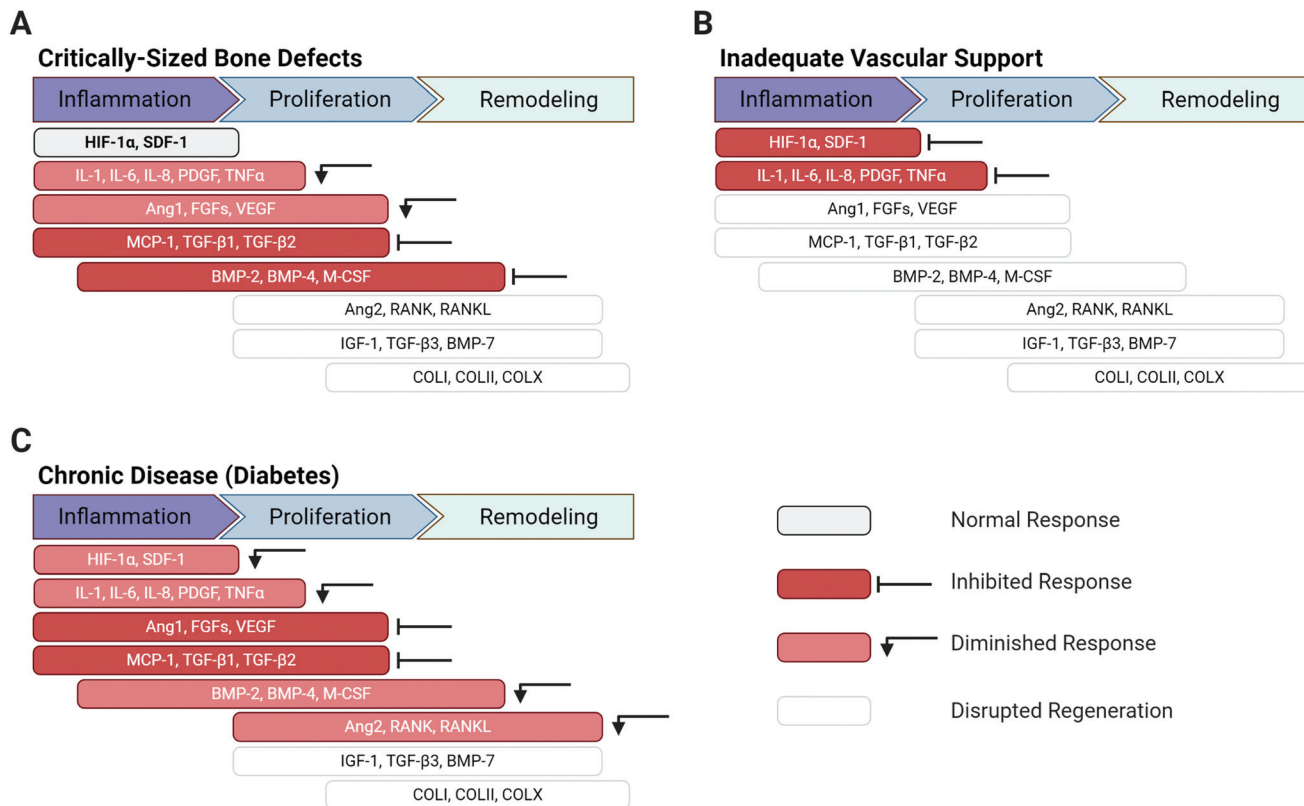 A
Critically-Sized Bone Defects
Inflammation
Proliferation
Remodeling
HIF-1α, SDF-1
IL-1, IL-6, IL-8, PDGF, TNFα
Ang1, FGFs, VEGF
MCP-1, TGF-β1, TGF-β2
BMP-2, BMP-4, M-CSF
Ang2, RANK, RANKL
IGF-1, TGF-β3, BMP-7
COLI, COLII, COLX
B
Inadequate Vascular Support
Inflammation
Proliferation
Remodeling
HIF-1α, SDF-1
IL-1, IL-6, IL-8, PDGF, TNFα
Ang1, FGFs, VEGF
MCP-1, TGF-β1, TGF-β2
BMP-2, BMP-4, M-CSF
Ang2, RANK, RANKL
IGF-1, TGF-β3, BMP-7
COLI, COLII, COLX
C
Chronic Disease (Diabetes)
Inflammation
Proliferation
Remodeling
HIF-1α, SDF-1
IL-1, IL-6, IL-8, PDGF, TNFα
Ang1, FGFs, VEGF
MCP-1, TGF-β1, TGF-β2
BMP-2, BMP-4, M-CSF
Ang2, RANK, RANKL
IGF-1, TGF-β3, BMP-7
COLI, COLII, COLX
Normal Response
Inhibited Response
Diminished Response
Disrupted Regeneration